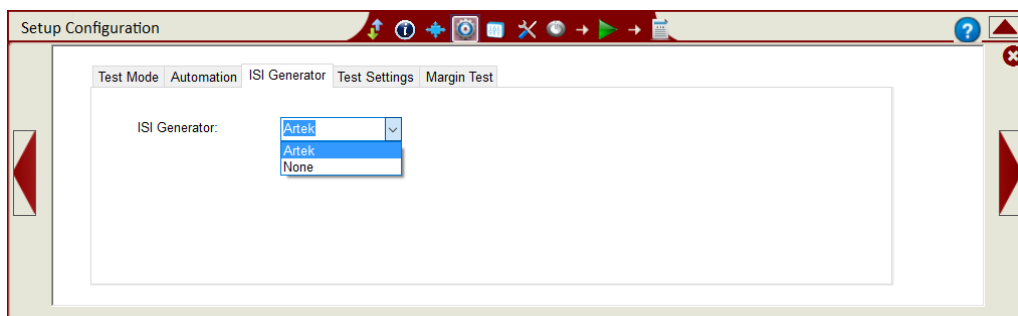 Setup Configuration
Test Mode Automation ISI Generator Test Settings Margin Test
ISI Generator: Artek
Artek
None